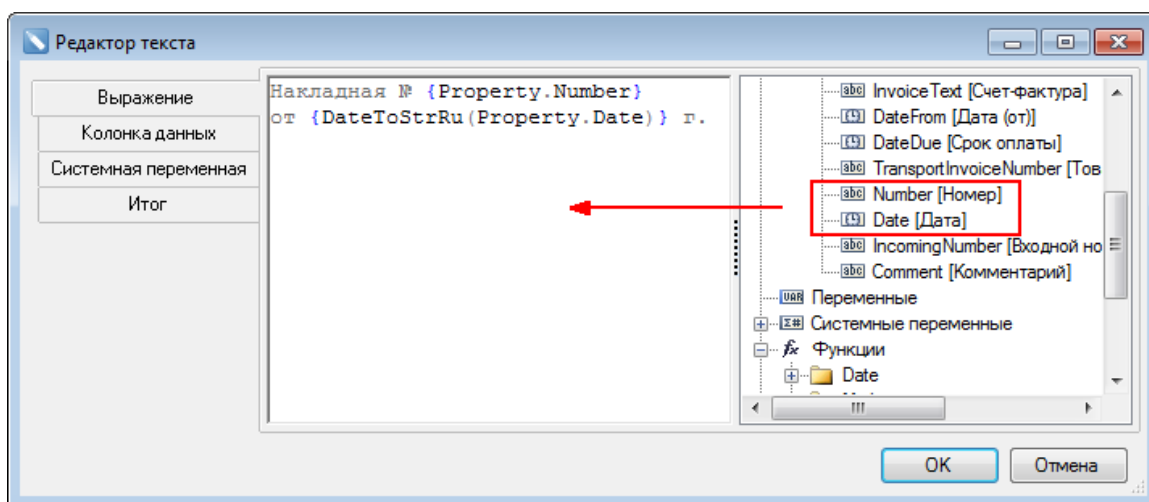 Редактор текста
Выражение
Колонка данных
Системная переменная
Итог
Накладная № {Property.Number}
от {DateToStrRu(Property.Date)} г.
InvoiceText [Счет-фактура]
DateFrom [Дата (от)]
DateDue [Срок оплаты]
TransportInvoiceNumber [Тов
Number [Номер]
Date [Дата]
IncomingNumber [Входной но
Comment [Комментарий]
Переменные
Системные переменные
Функции
Date
OK
Отмена